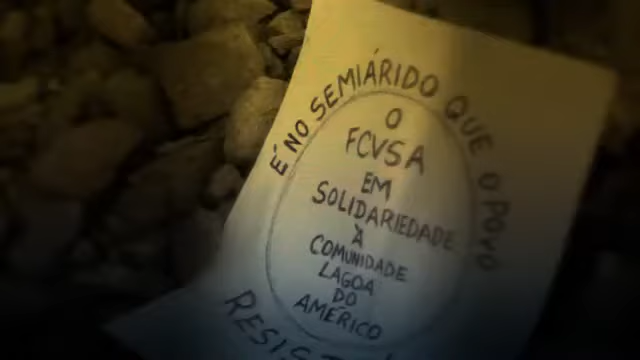 É NO SEMIÁRIDO QUE O POVO
O
FCVSA
EM
SOLIDARIEDADE
À
COMUNIDADE
LAGOA
DO
AMÉRICO